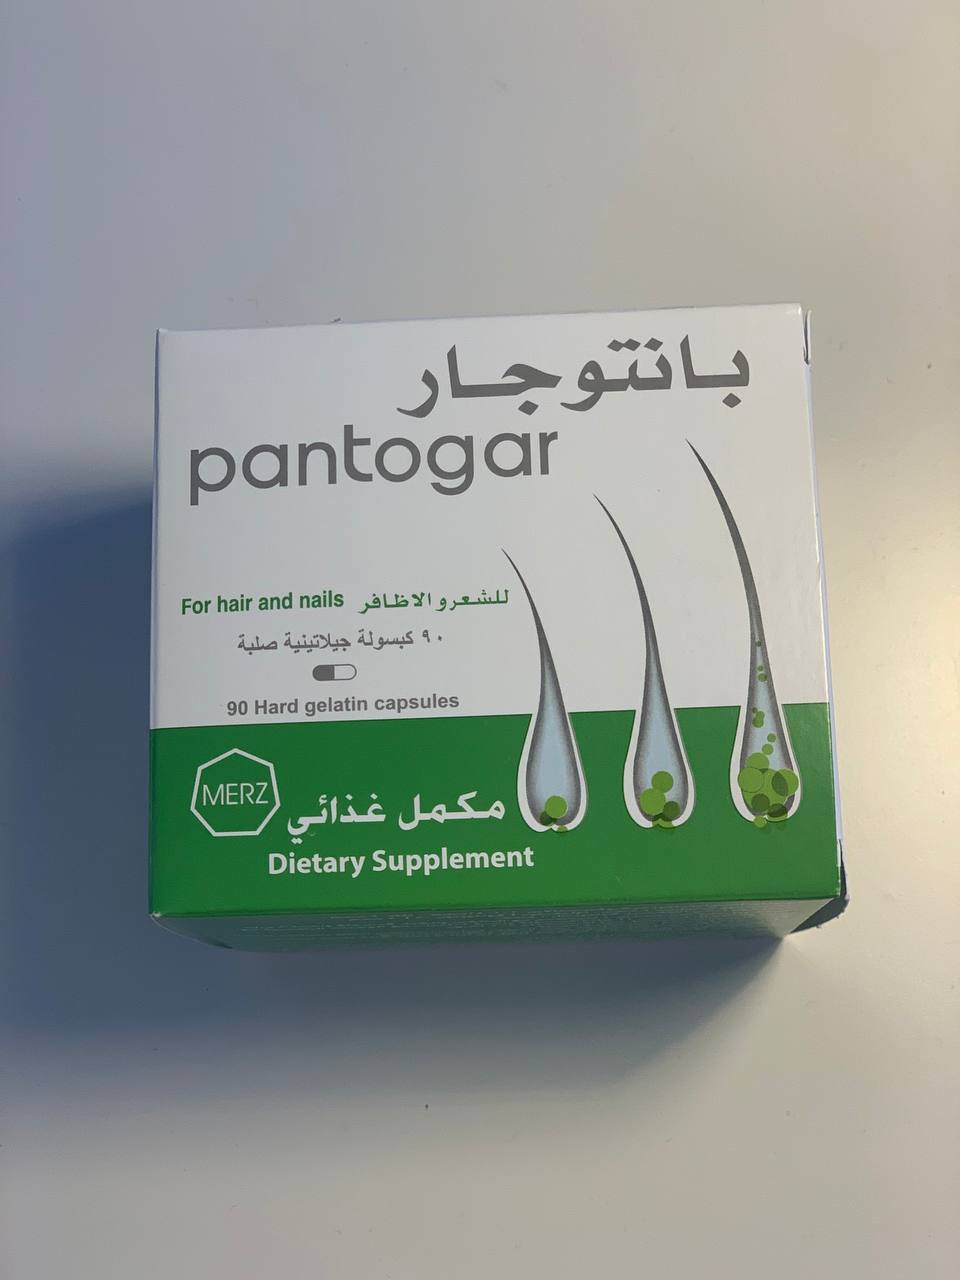 بانتوجار
pantogar
For hair and nails للشعر والاظافر
٩٠ كبسولة جيلاتينية صلبة
90 Hard gelatin capsules
MERZ
مكمل غذائي
Dietary Supplement